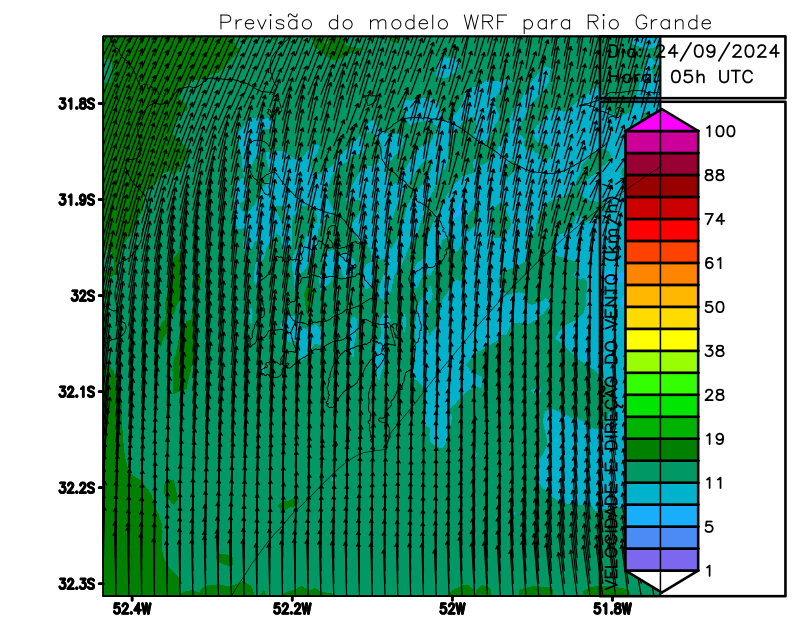 Previsão do modelo WRF para Rio Grande
Dia: 24/09/2024
Hora: 05h UTC
31.8S
31.9S
32S
32.1S
32.2S
32.3S
52.4W
52.2W
52W
51.8W
VELOCIDADE E DIREÇÃO DO VENTO (km/h)
100
88
74
61
50
38
28
19
11
5
1